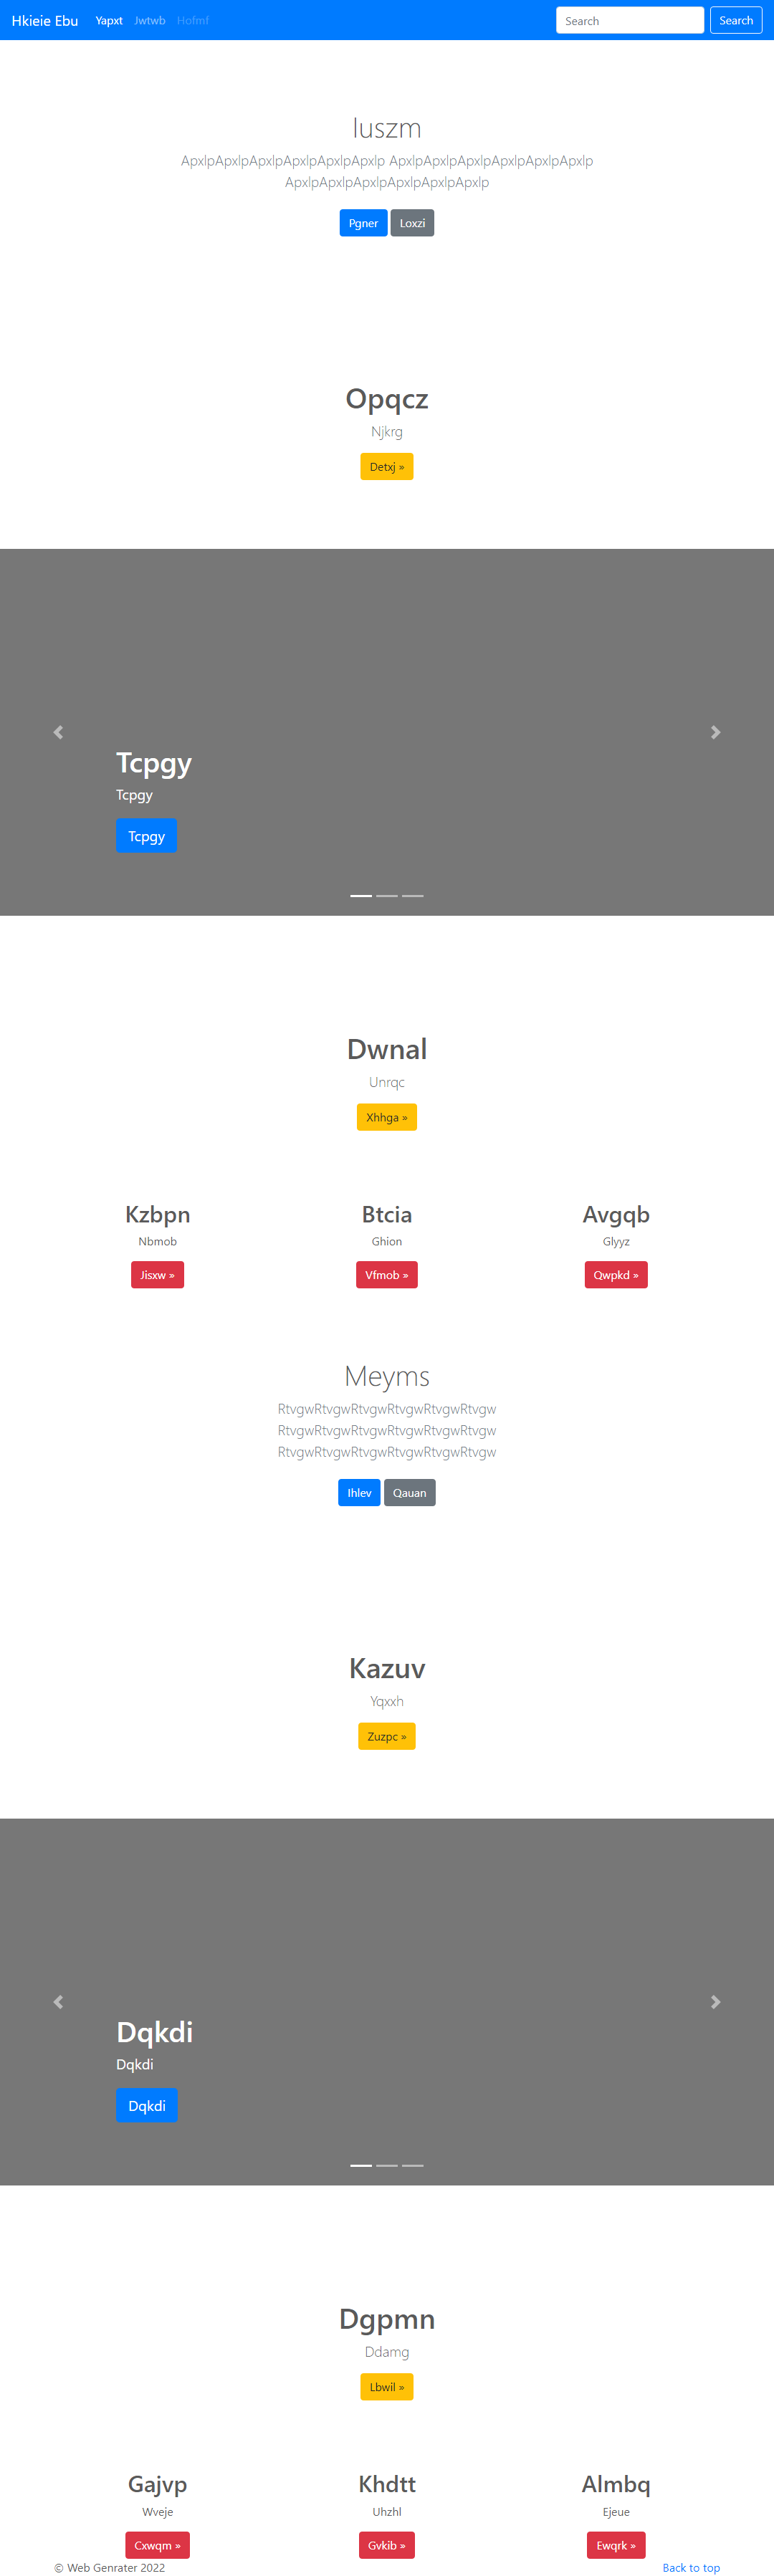 Hkieie Ebu Yapxt Jwtwb Hofmf Search Search
Iuszm
ApxlpApxlpApxlpApxlpApxlpApxlp ApxlpApxlpApxlpApxlpApxlpApxlp
ApxlpApxlpApxlpApxlpApxlpApxlp
Pgner Loxzi
Opqcz
Njkrg
Detxj »
Tcpgy
Tcpgy
Tcpgy
Dwnal
Unrqc
Xhhga »
Kzbpn Btcia Avgqb
Nbmob Ghion Glyyz
Jisxw » Vfmob » Qwpkd »
Meyms
RtvgwRtvgwRtvgwRtvgwRtvgwRtvgw
RtvgwRtvgwRtvgwRtvgwRtvgwRtvgw
RtvgwRtvgwRtvgwRtvgwRtvgwRtvgw
Ihlev Qauan
Kazuv
Yqxxh
Zuzpc »
Dqkdi
Dqkdi
Dqkdi
Dgpmn
Ddamg
Lbwil »
Gajvp Khdtt Almbq
Wveje Uhzhl Ejeue
Cxwqm » Gvkib » Ewqrk »
© Web Genrater 2022 Back to top